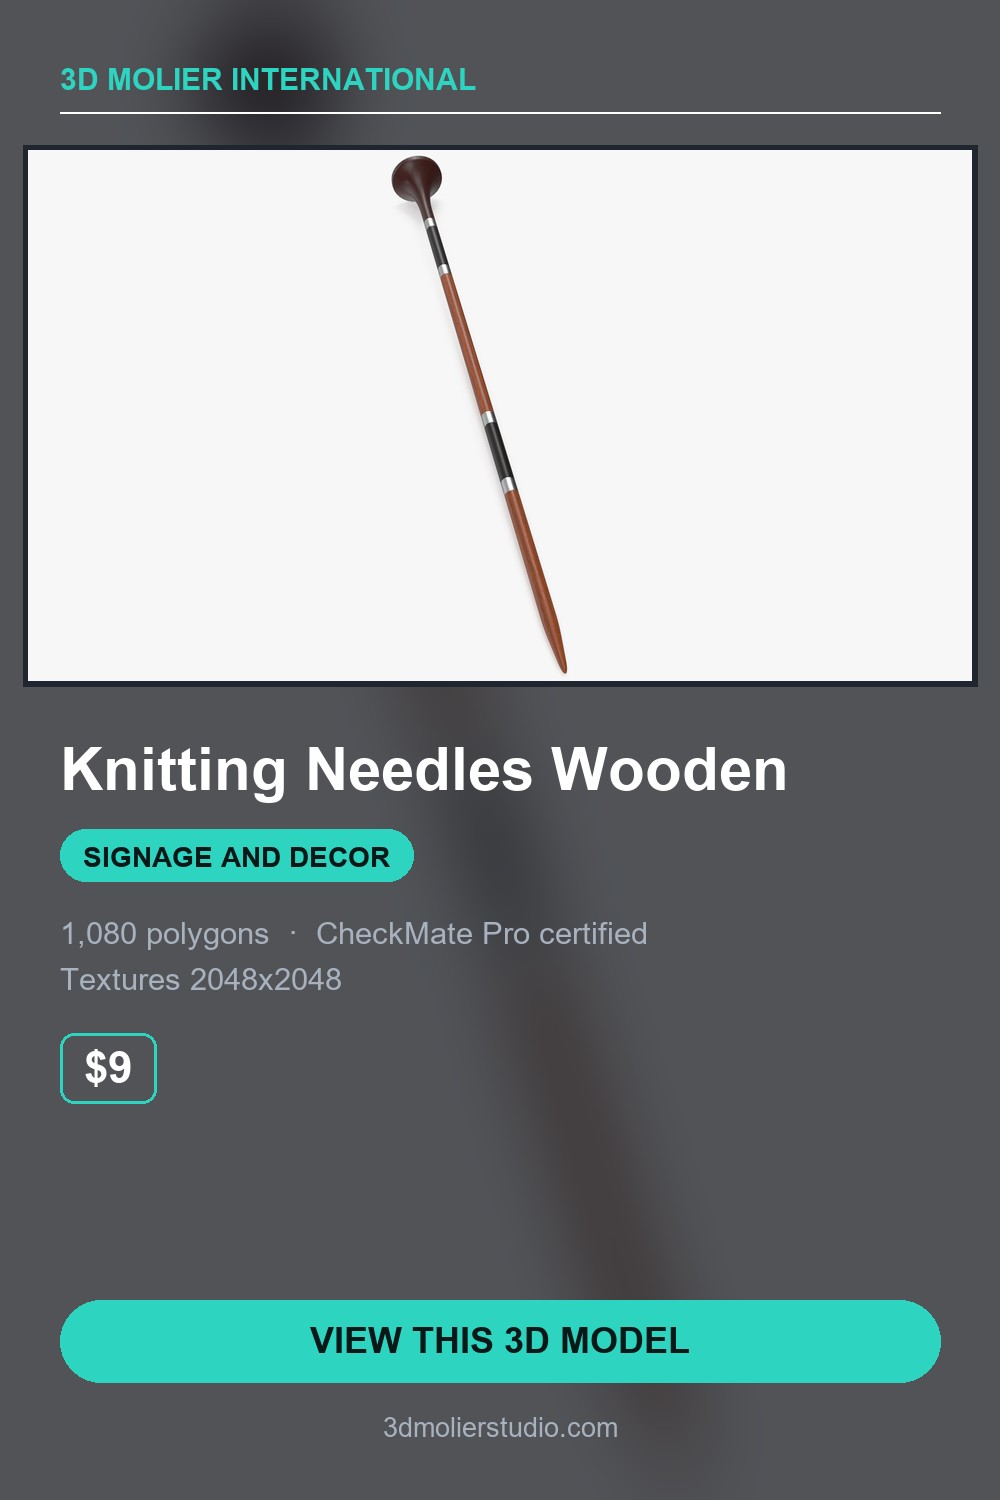 3D MOLIER INTERNATIONAL
Knitting Needles Wooden
SIGNAGE AND DECOR
1,080 polygons · CheckMate Pro certified
Textures 2048x2048
$9
VIEW THIS 3D MODEL
3dmolierstudio.com